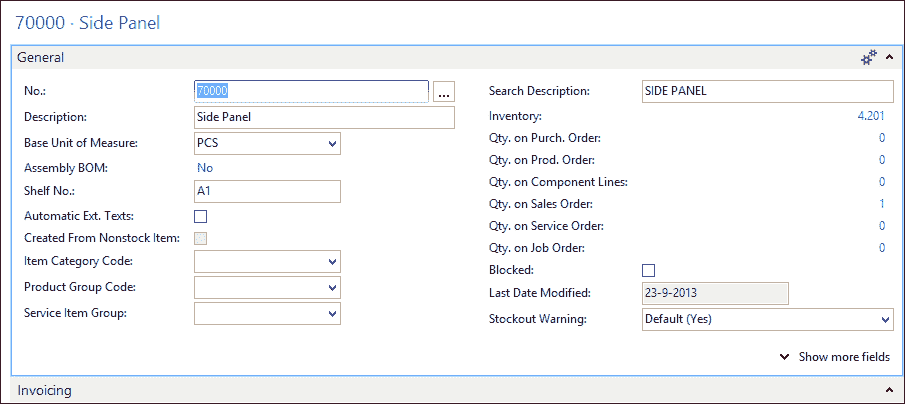 70000 · Side Panel
General
No.: 70000 ...
Description: Side Panel
Base Unit of Measure: PCS
Assembly BOM: No
Shelf No.: A1
Automatic Ext. Texts:
Created From Nonstock Item:
Item Category Code:
Product Group Code:
Service Item Group:
Search Description: SIDE PANEL
Inventory: 4.201
Qty. on Purch. Order: 0
Qty. on Prod. Order: 0
Qty. on Component Lines: 0
Qty. on Sales Order: 1
Qty. on Service Order: 0
Qty. on Job Order: 0
Blocked:
Last Date Modified: 23-9-2013
Stockout Warning: Default (Yes)
Show more fields
Invoicing